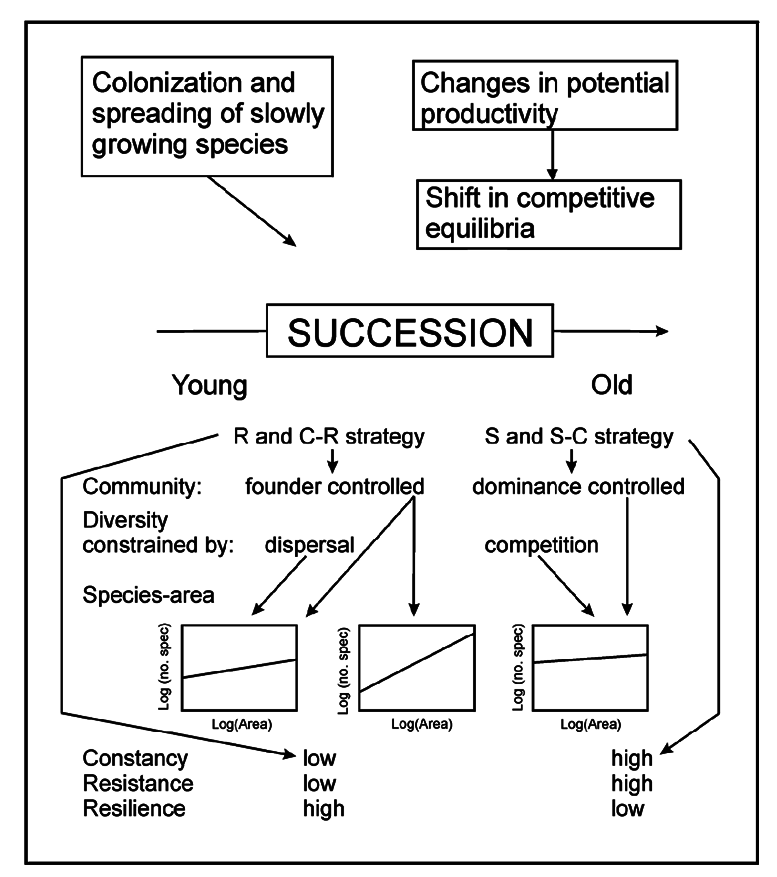 Colonization and
spreading of slowly
growing species
Changes in potential
productivity
Shift in competitive
equilibria
SUCCESSION
Young
Old
R and C-R strategy
S and S-C strategy
Community: founder controlled dominance controlled
Diversity
constrained by: dispersal competition
Species-area
Log (no. spec)
Log(Area)
Log (no. spec)
Log(Area)
Log (no. spec)
Log(Area)
Constancy low high
Resistance low high
Resilience high low